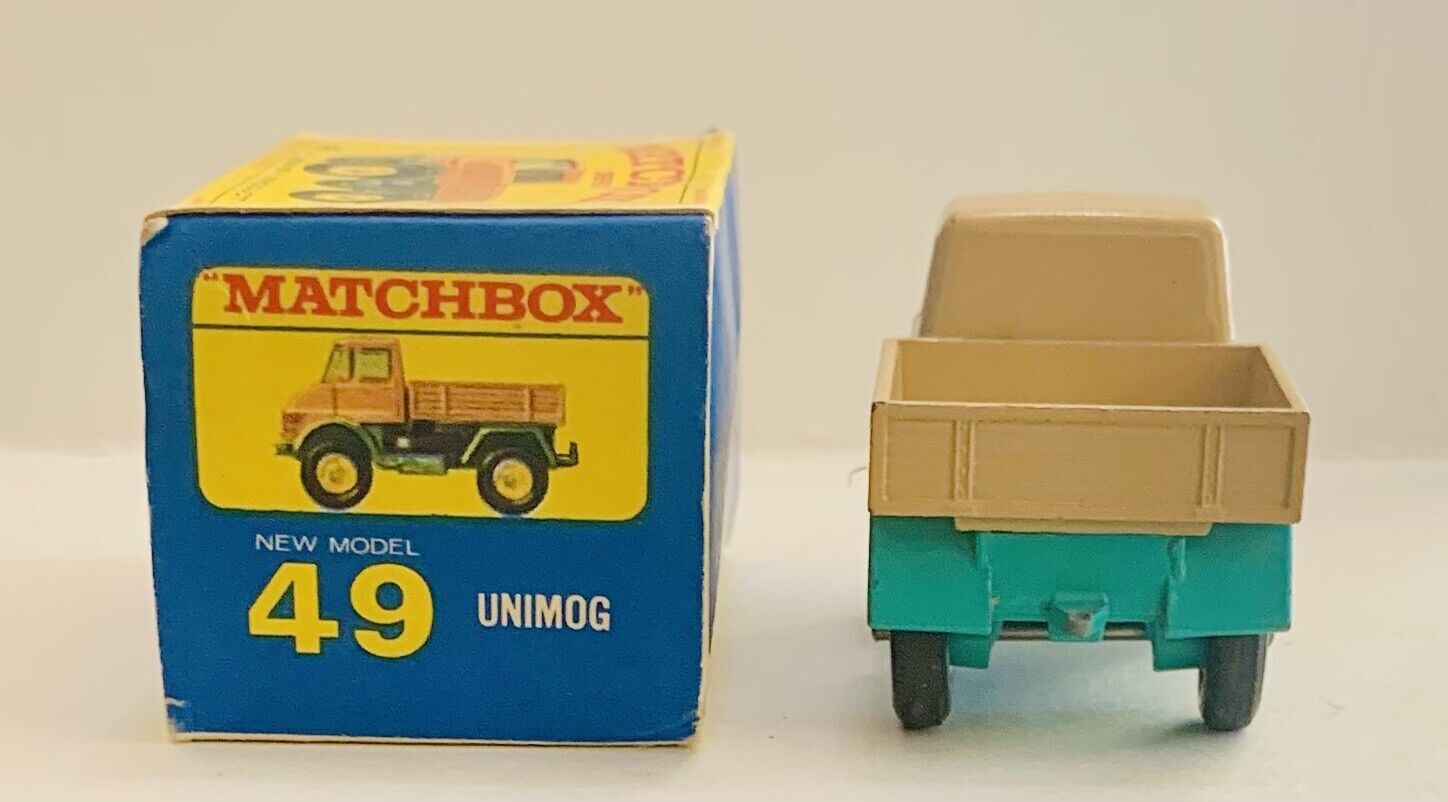 "MATCHBOX"
NEW MODEL
49 UNIMOG